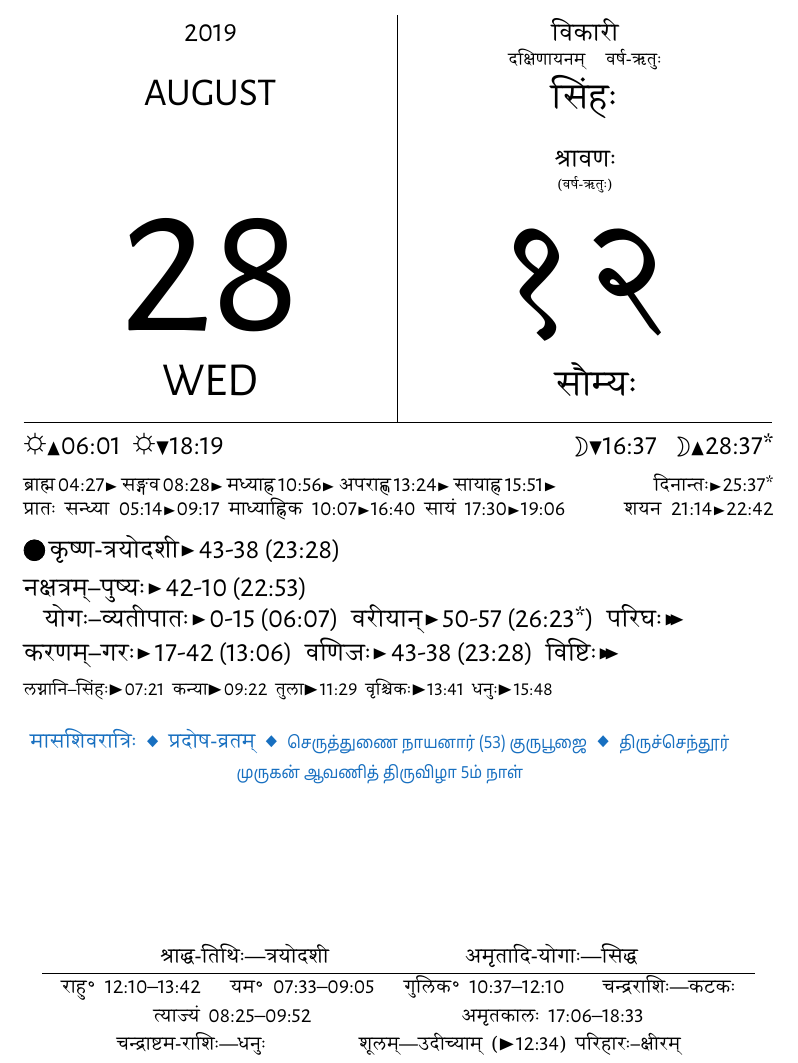 2019
AUGUST
28
WED
विकारी
दक्षिणायनम् वर्ष-ऋतुः
सिंहः
श्रावणः
(वर्ष-ऋतुः)
१२
सौम्यः
☼▲06:01 ☼▼18:19 ☽▼16:37 ☽▲28:37*
ब्राह्म 04:27► सङ्गव 08:28► मध्याह्न 10:56► अपराह्ण 13:24► सायाह्न 15:51► दिनान्तः►25:37*
प्रातः सन्ध्या 05:14►09:17 माध्याह्निक 10:07►16:40 सायं 17:30►19:06 शयन 21:14►22:42
कृष्ण-त्रयोदशी►43-38 (23:28)
नक्षत्रम्–पुष्यः►42-10 (22:53)
योगः–व्यतीपातः►0-15 (06:07) वरीयान्►50-57 (26:23*) परिघः►►
करणम्–गरः►17-42 (13:06) वणिजः►43-38 (23:28) विष्टिः►►
लग्नानि–सिंहः►07:21 कन्या►09:22 तुला►11:29 वृश्चिकः►13:41 धनुः►15:48
मासशिवरात्रिः ◆ प्रदोष-व्रतम् ◆ செருத்துணை நாயனார் (53) குருபூஜை ◆ திருச்செந்தூர்
முருகன் ஆவணித் திருவிழா 5ம் நாள்
श्राद्ध-तिथिः—त्रयोदशी अमृतादि-योगाः—सिद्ध
राहु° 12:10–13:42 यम° 07:33–09:05 गुलिक° 10:37–12:10 चन्द्रराशिः—कटकः
त्याज्यं 08:25–09:52 अमृतकालः 17:06–18:33
चन्द्राष्टम-राशिः—धनुः शूलम्—उदीच्याम् (►12:34) परिहारः–क्षीरम्